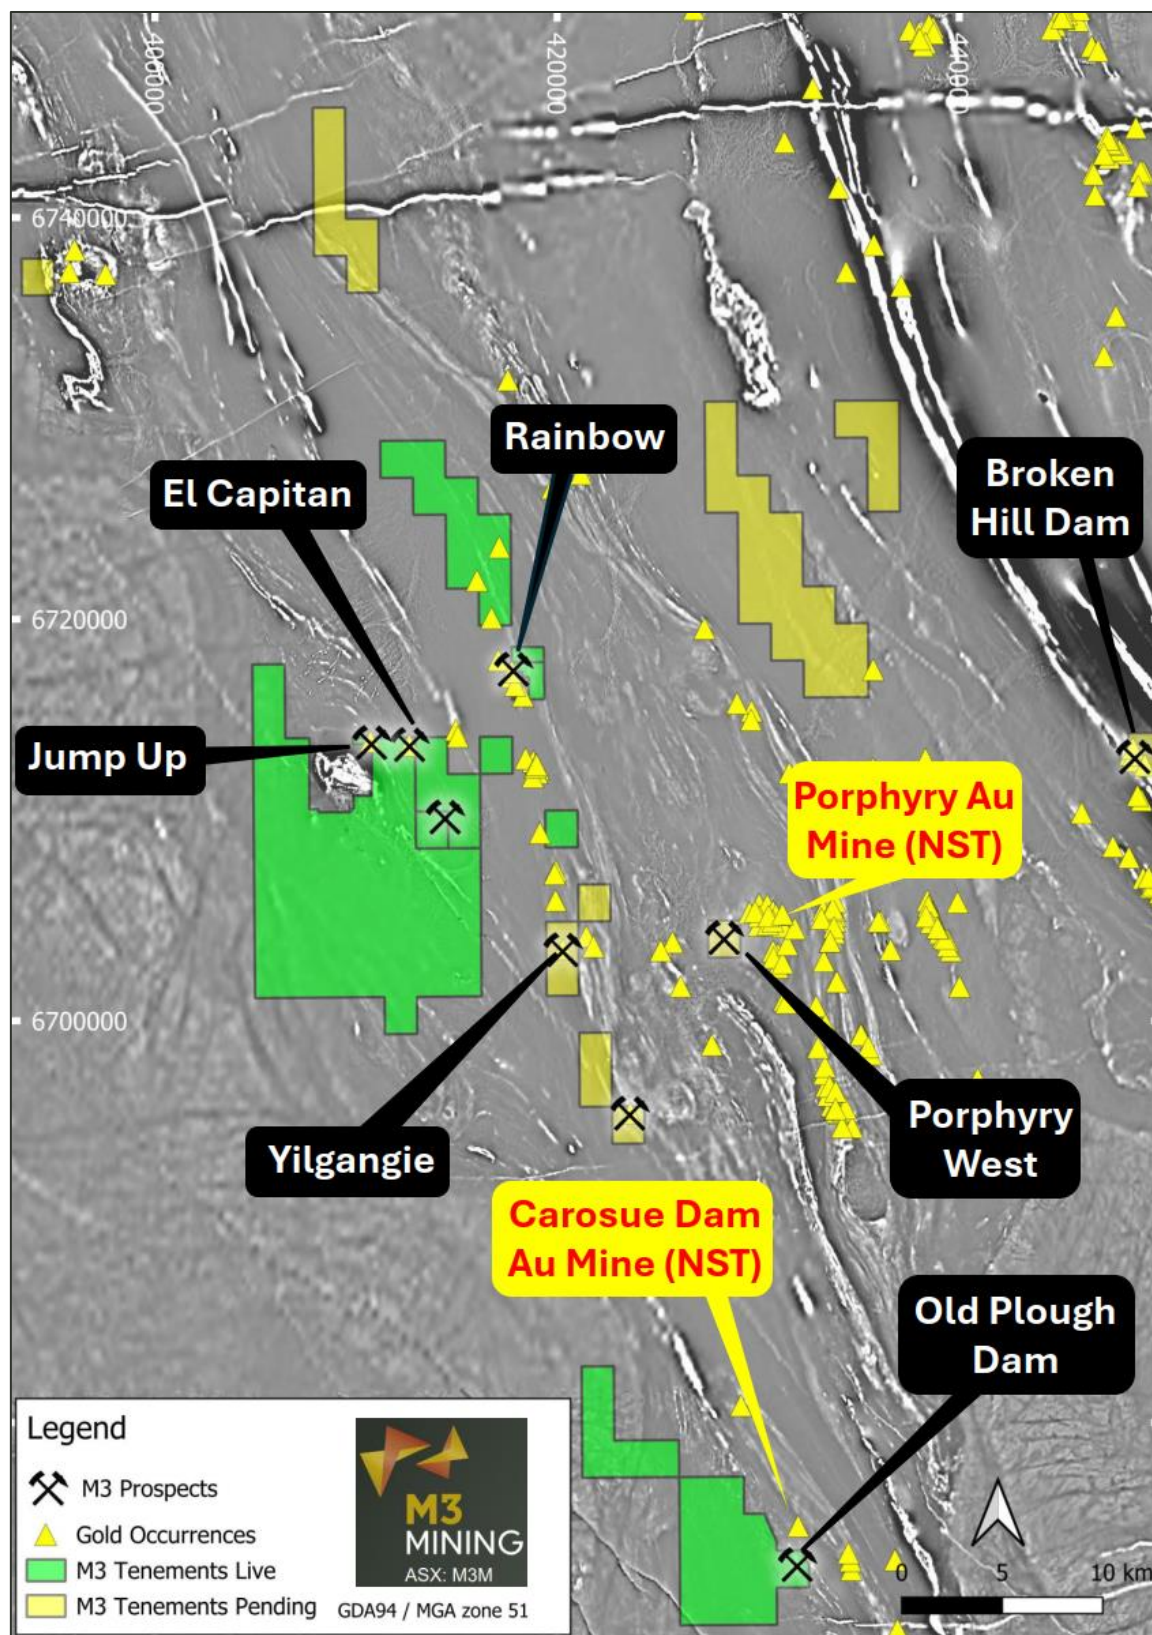 400000
420000
440000
6740000
Rainbow
El Capitan
Broken
Hill Dam
6720000
Jump Up
Porphyry Au
Mine (NST)
6700000
Porphyry
West
Yilgangie
Carosue Dam
Au Mine (NST)
Old Plough
Dam
Legend
M3 Prospects
Gold Occurrences
M3 Tenements Live
M3 Tenements Pending
M3
MINING
ASX: M3M
GDA94 / MGA zone 51
0 5 10 km